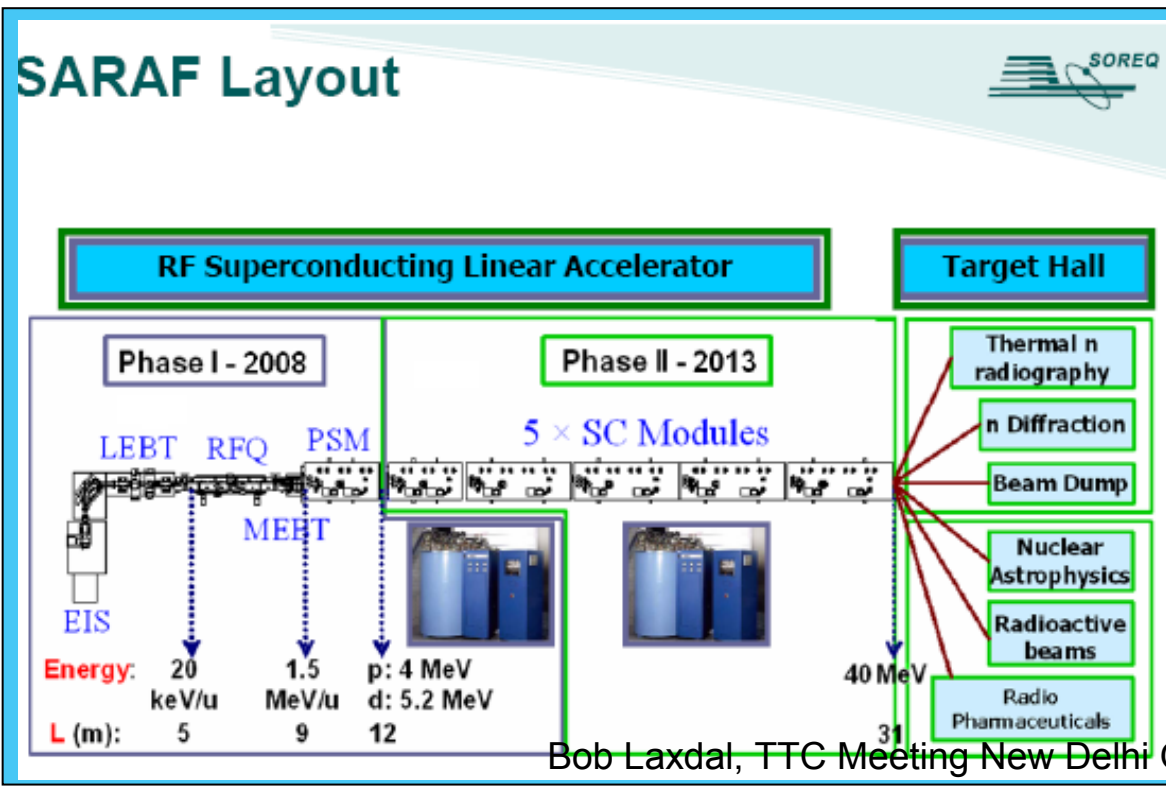 SARAF Layout
SOREQ
RF Superconducting Linear Accelerator
Target Hall
Phase I - 2008
Phase II - 2013
LEBT
RFQ
PSM
MEBT
EIS
5 × SC Modules
Energy:
20
keV/u
1.5
MeV/u
p: 4 MeV
d: 5.2 MeV
40 MeV
L (m):
5
9
12
31
Thermal n
radiography
n Diffraction
Beam Dump
Nuclear
Astrophysics
Radioactive
beams
Radio
Pharmaceuticals
Bob Laxdal, TTC Meeting New Delhi